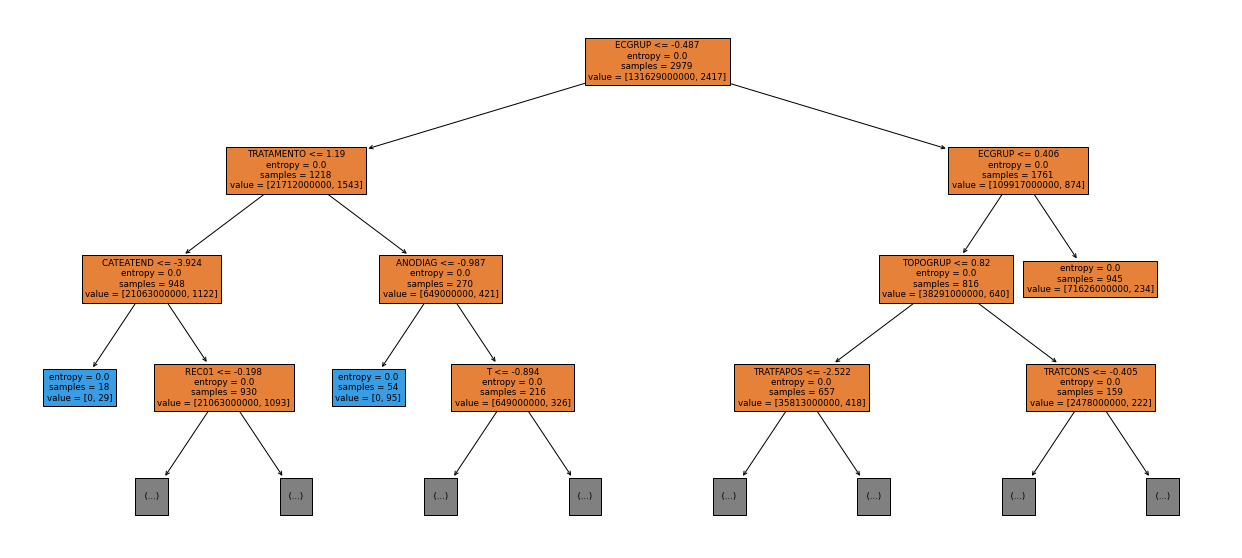 ECGRUP <= -0.487
entropy = 0.0
samples = 2979
value = [131629000000, 2417]
TRATAMENTO <= 1.19
entropy = 0.0
samples = 1218
value = [21712000000, 1543]
ECGRUP <= 0.406
entropy = 0.0
samples = 1761
value = [109917000000, 874]
CATEATEND <= -3.924
entropy = 0.0
samples = 948
value = [21063000000, 1122]
ANODIAG <= -0.987
entropy = 0.0
samples = 270
value = [649000000, 421]
TOPOGRUP <= 0.82
entropy = 0.0
samples = 816
value = [38291000000, 640]
entropy = 0.0
samples = 945
value = [71626000000, 234]
entropy = 0.0
samples = 18
value = [0, 29]
REC01 <= -0.198
entropy = 0.0
samples = 930
value = [21063000000, 1093]
entropy = 0.0
samples = 54
value = [0, 95]
T <= -0.894
entropy = 0.0
samples = 216
value = [649000000, 326]
TRATFAPOS <= -2.522
entropy = 0.0
samples = 657
value = [35813000000, 418]
TRATCONS <= -0.405
entropy = 0.0
samples = 159
value = [2478000000, 222]
(...)
(...)
(...)
(...)
(...)
(...)
(...)
(...)